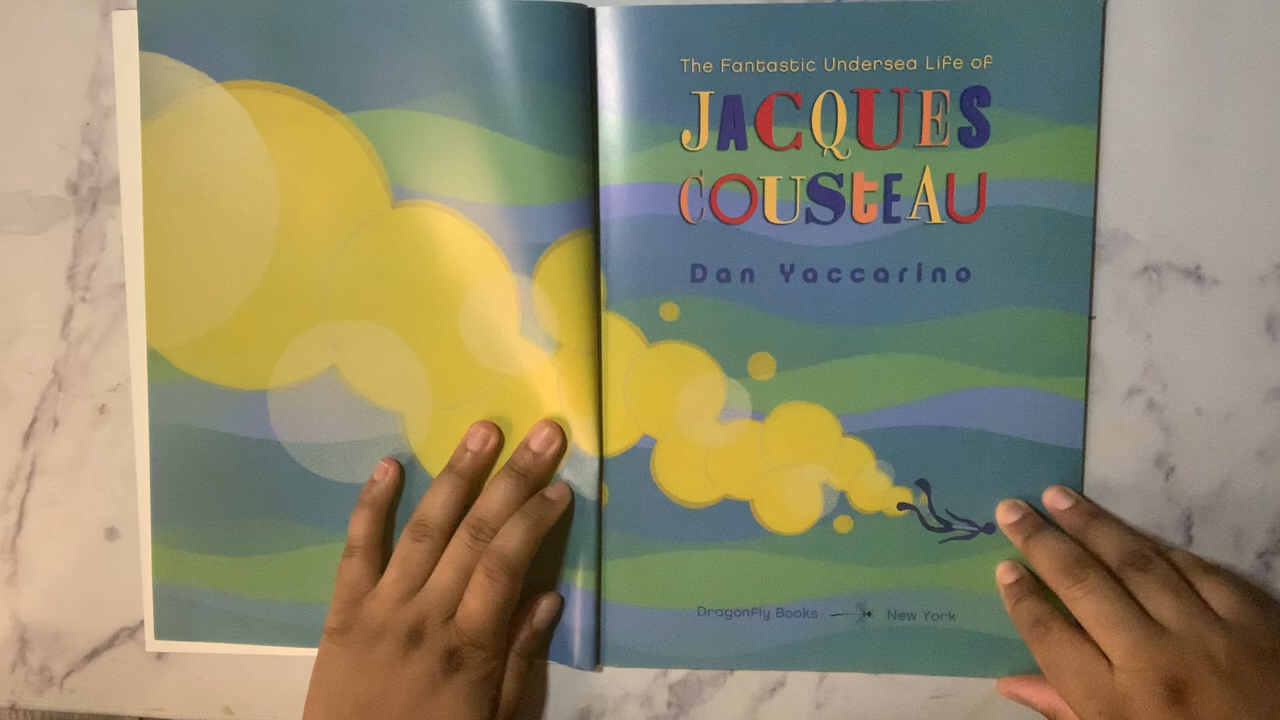 The Fantastic Undersea Life of
JACQUES
COUStEAU
Dan Yaccarino
Dragonfly Books New York